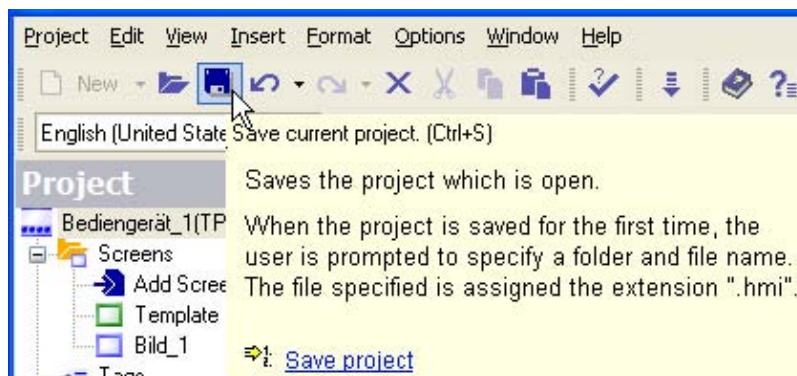 Project Edit View Insert Format Options Window Help
New
English (United State
Save current project. (Ctrl+S)
Project
Saves the project which is open.
Bediengerät_1(TP
When the project is saved for the first time, the
Screens
user is prompted to specify a folder and file name.
Add Scree
The file specified is assigned the extension ".hmi".
Template
Bild_1
Save project
Tags